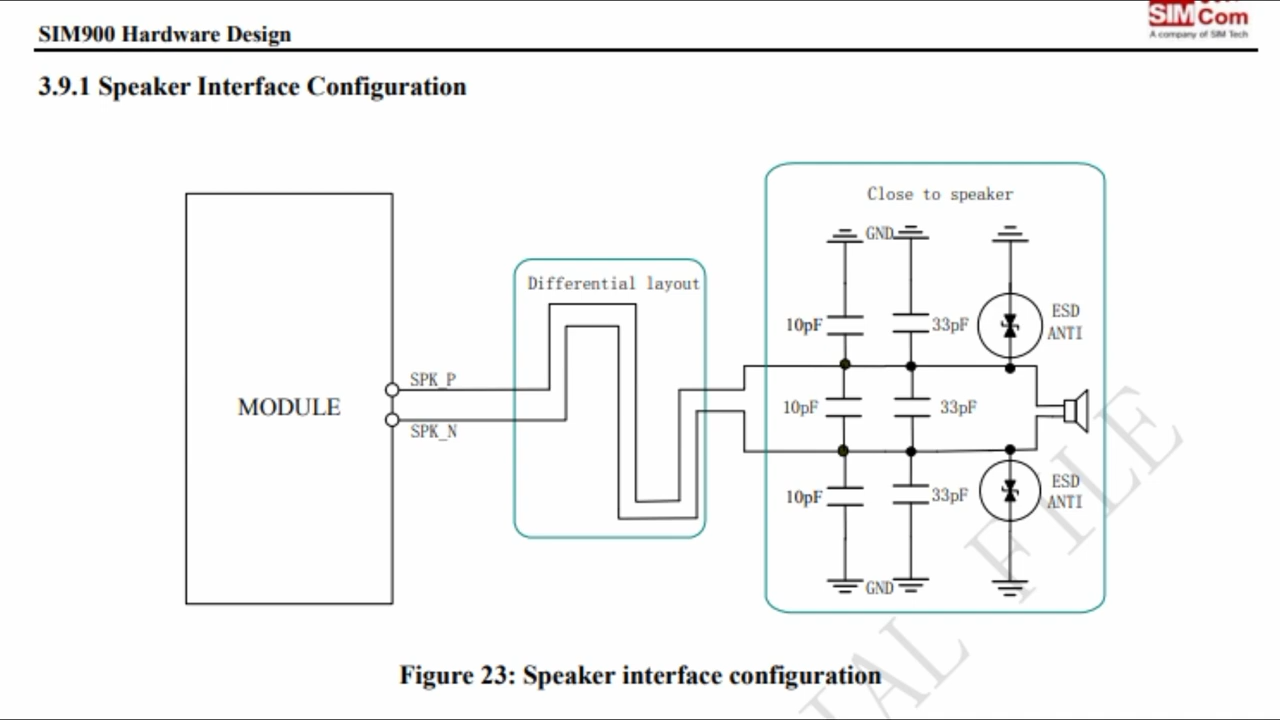 SIM900 Hardware Design
SIMCom
A company of SIM Tech
3.9.1 Speaker Interface Configuration
Close to speaker
GND
Differential layout
10pF
33pF
ESD
ANTI
SPK_P
MODULE
10pF
33pF
SPK_N
10pF
33pF
ESD
ANTI
GND
Figure 23: Speaker interface configuration
FILE